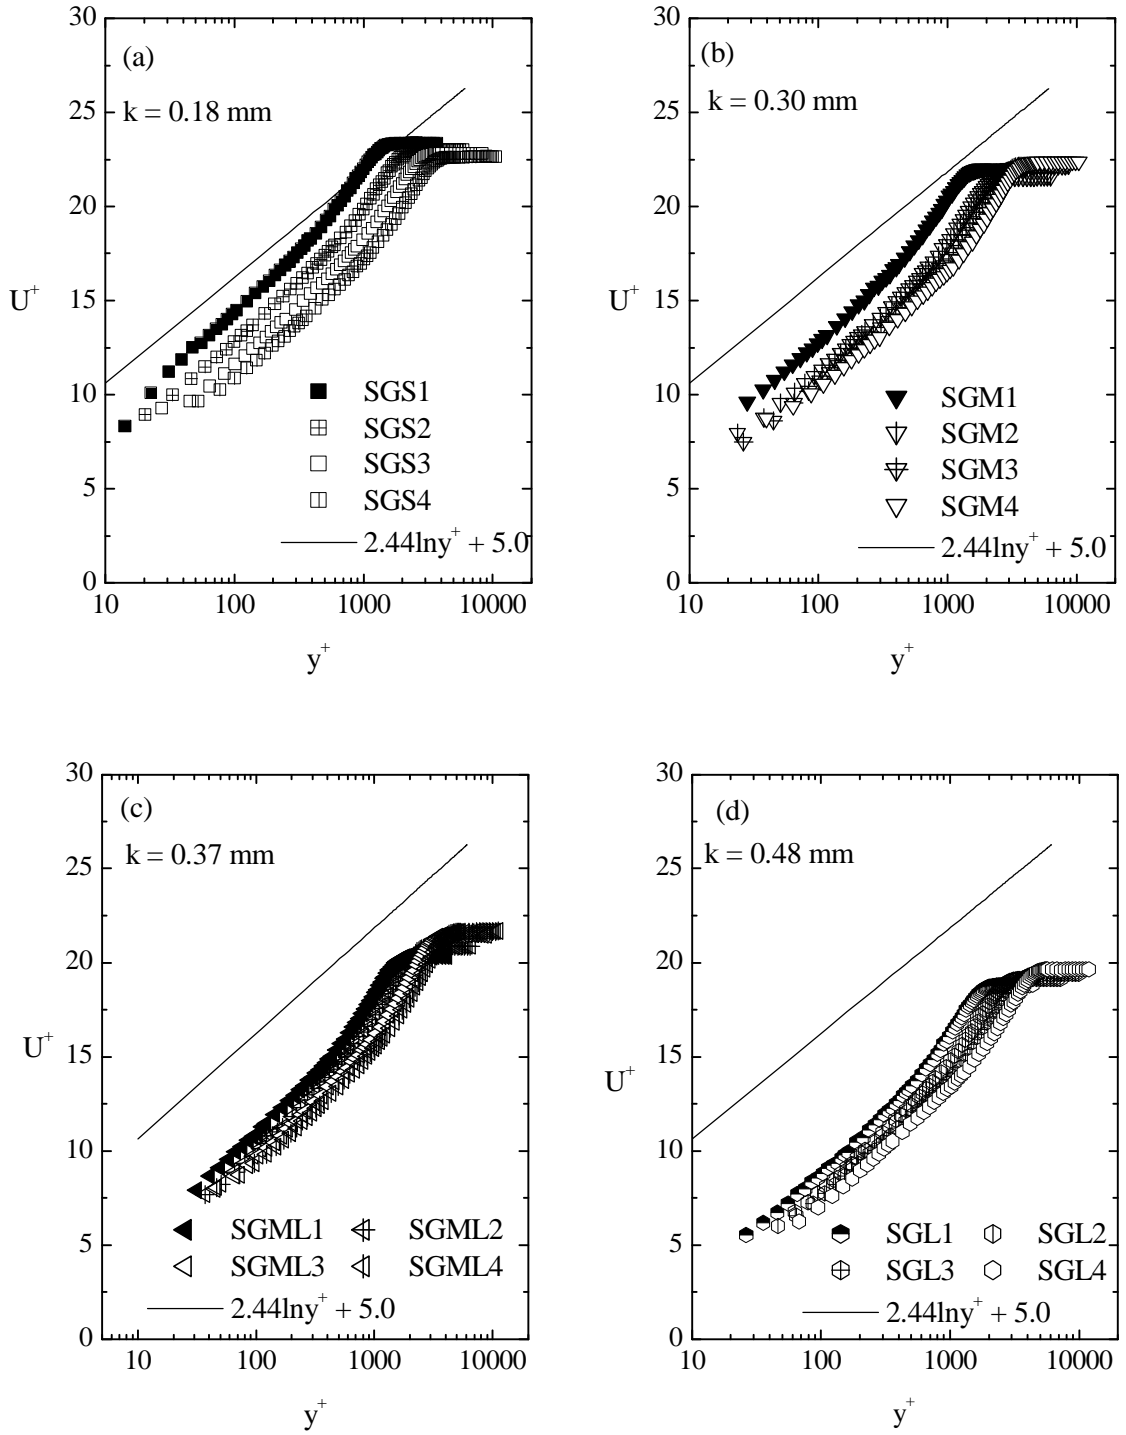 30
(a)
25
k = 0.18 mm
20
15
U⁺
10
SGS1
SGS2
5
SGS3
SGS4
2.44lny⁺ + 5.0
0
10 100 1000 10000
y⁺
30
(b)
25
k = 0.30 mm
20
15
U⁺
10
SGM1
SGM2
5
SGM3
SGM4
2.44lny⁺ + 5.0
0
10 100 1000 10000
y⁺
30
(c)
k = 0.37 mm
25
20
15
U⁺
10
SGML1 SGML2
5
SGML3 SGML4
2.44lny⁺ + 5.0
0
10 100 1000 10000
y⁺
30
(d)
k = 0.48 mm
25
20
15
U⁺
10
SGL1 SGL2
5
SGL3 SGL4
2.44lny⁺ + 5.0
0
10 100 1000 10000
y⁺